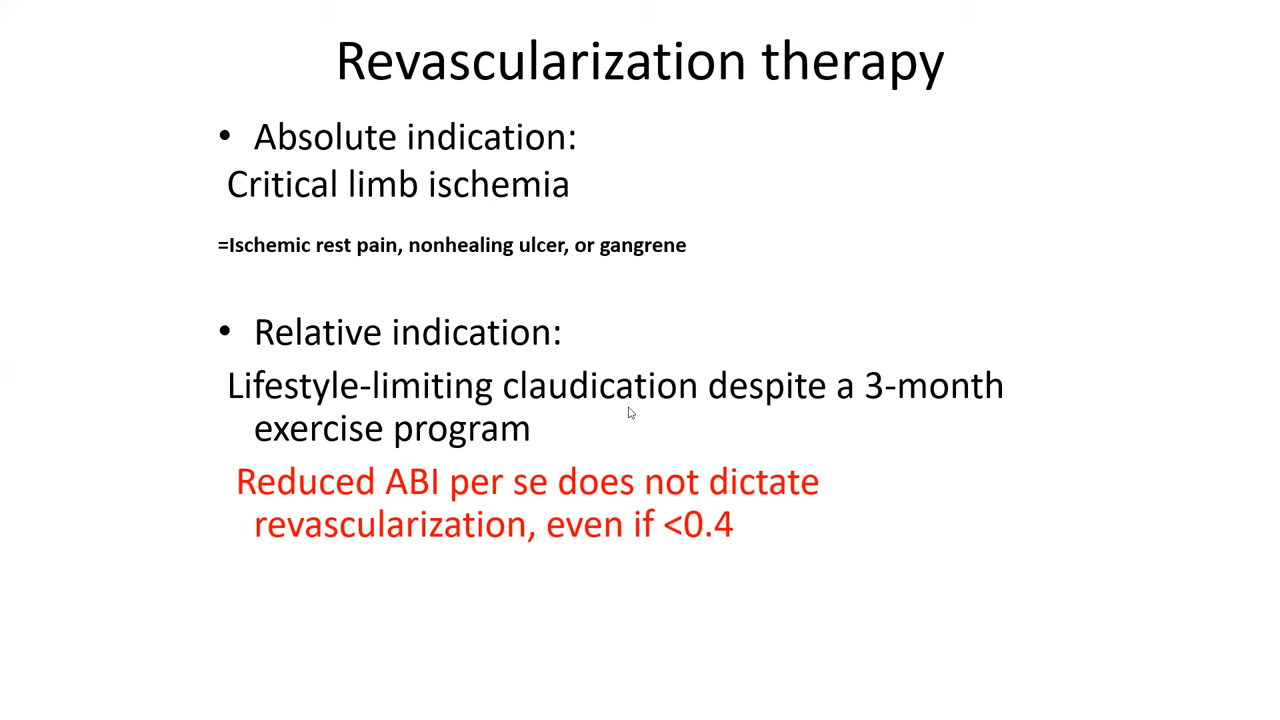 Revascularization therapy
• Absolute indication:
Critical limb ischemia
=Ischemic rest pain, nonhealing ulcer, or gangrene
• Relative indication:
Lifestyle-limiting claudication despite a 3-month
exercise program
Reduced ABI per se does not dictate
revascularization, even if <0.4